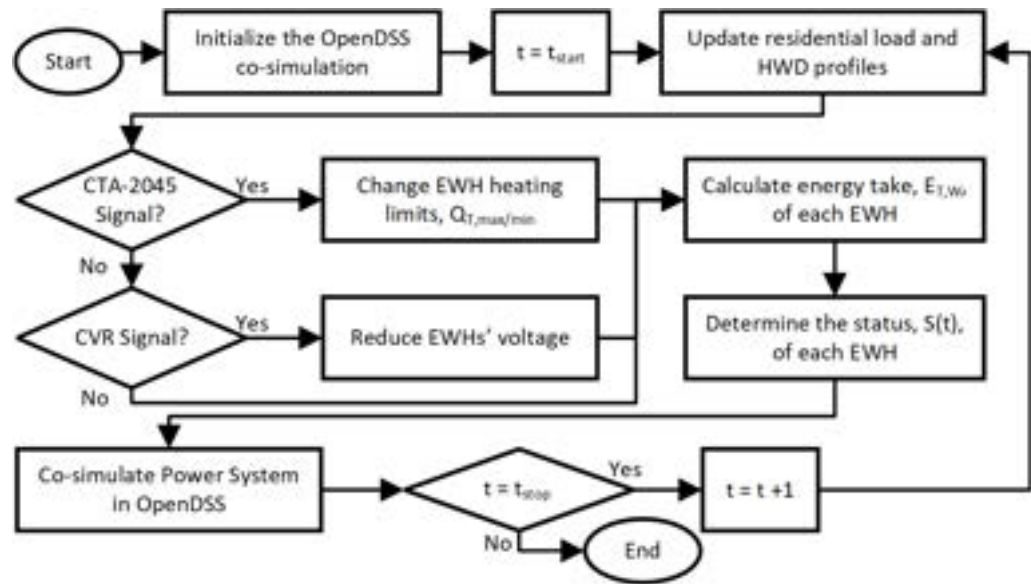 Start
Initialize the OpenDSS
co-simulation
t = tstart
Update residential load and
HWD profiles
CTA-2045
Signal?
Yes
Change EWH heating
limits, QT,max/min
Calculate energy take, ET,W,
of each EWH
No
CVR Signal?
Yes
Reduce EWHs' voltage
Determine the status, S(t),
of each EWH
No
Co-simulate Power System
in OpenDSS
t = tstop
Yes
t = t +1
No
End